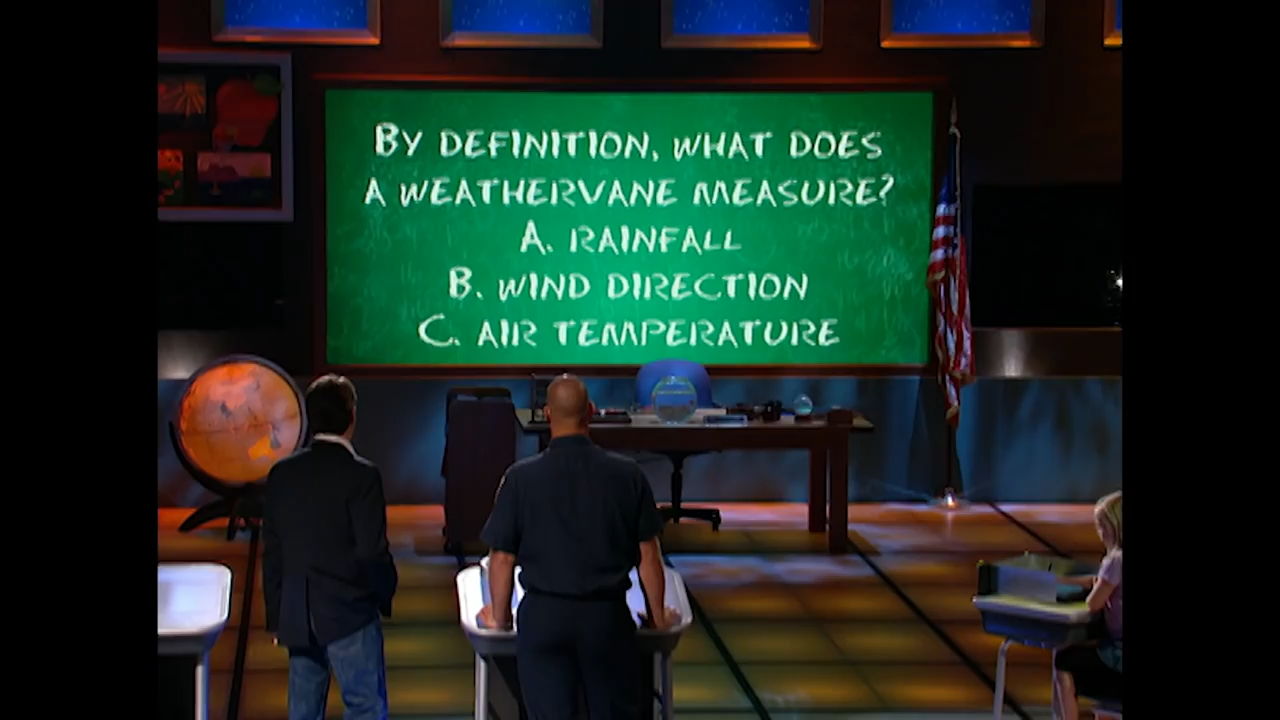 BY DEFINITION, WHAT DOES
A WEATHERVANE MEASURE?
A. RAINFALL
B. WIND DIRECTION
C. AIR TEMPERATURE